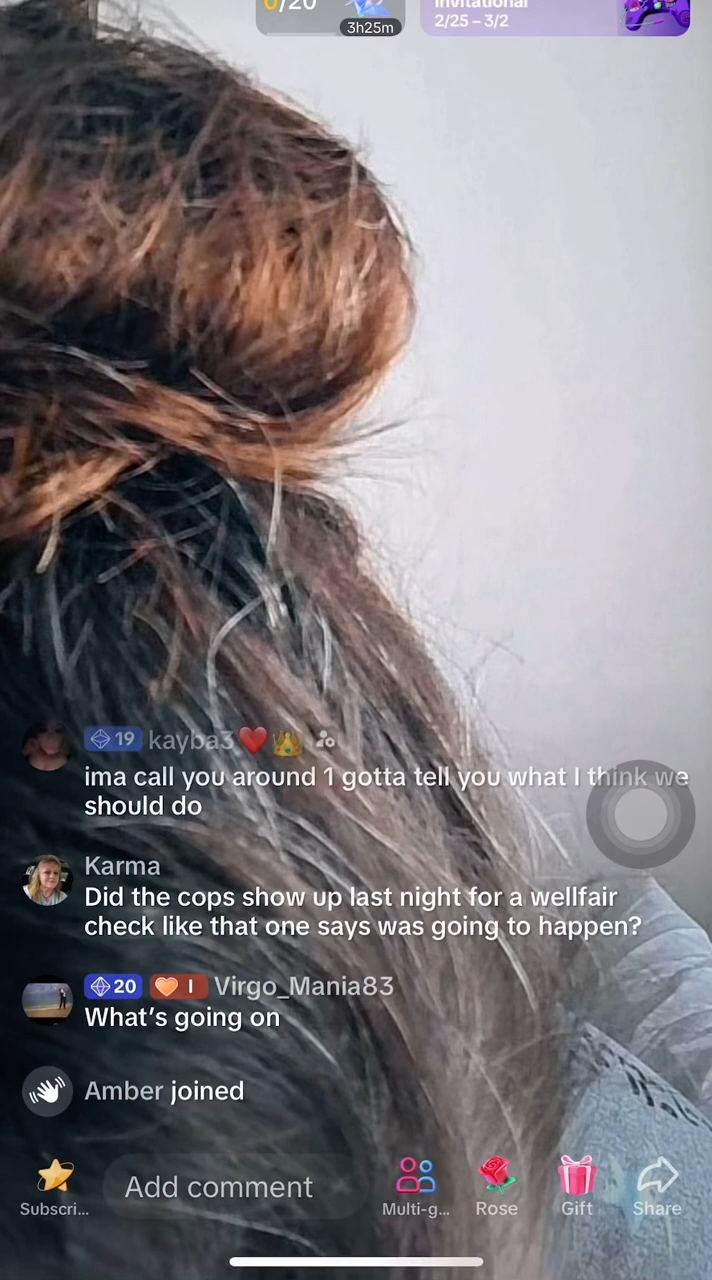 0/20
3h25m
Invitational
2/25 – 3/2
19 kayba3❤️👑
ima call you around 1 gotta tell you what I think we
should do
Karma
Did the cops show up last night for a wellfair
check like that one says was going to happen?
20 I Virgo_Mania83
What's going on
Amber joined
Subscri...
Add comment
Multi-g...
Rose
Gift
Share